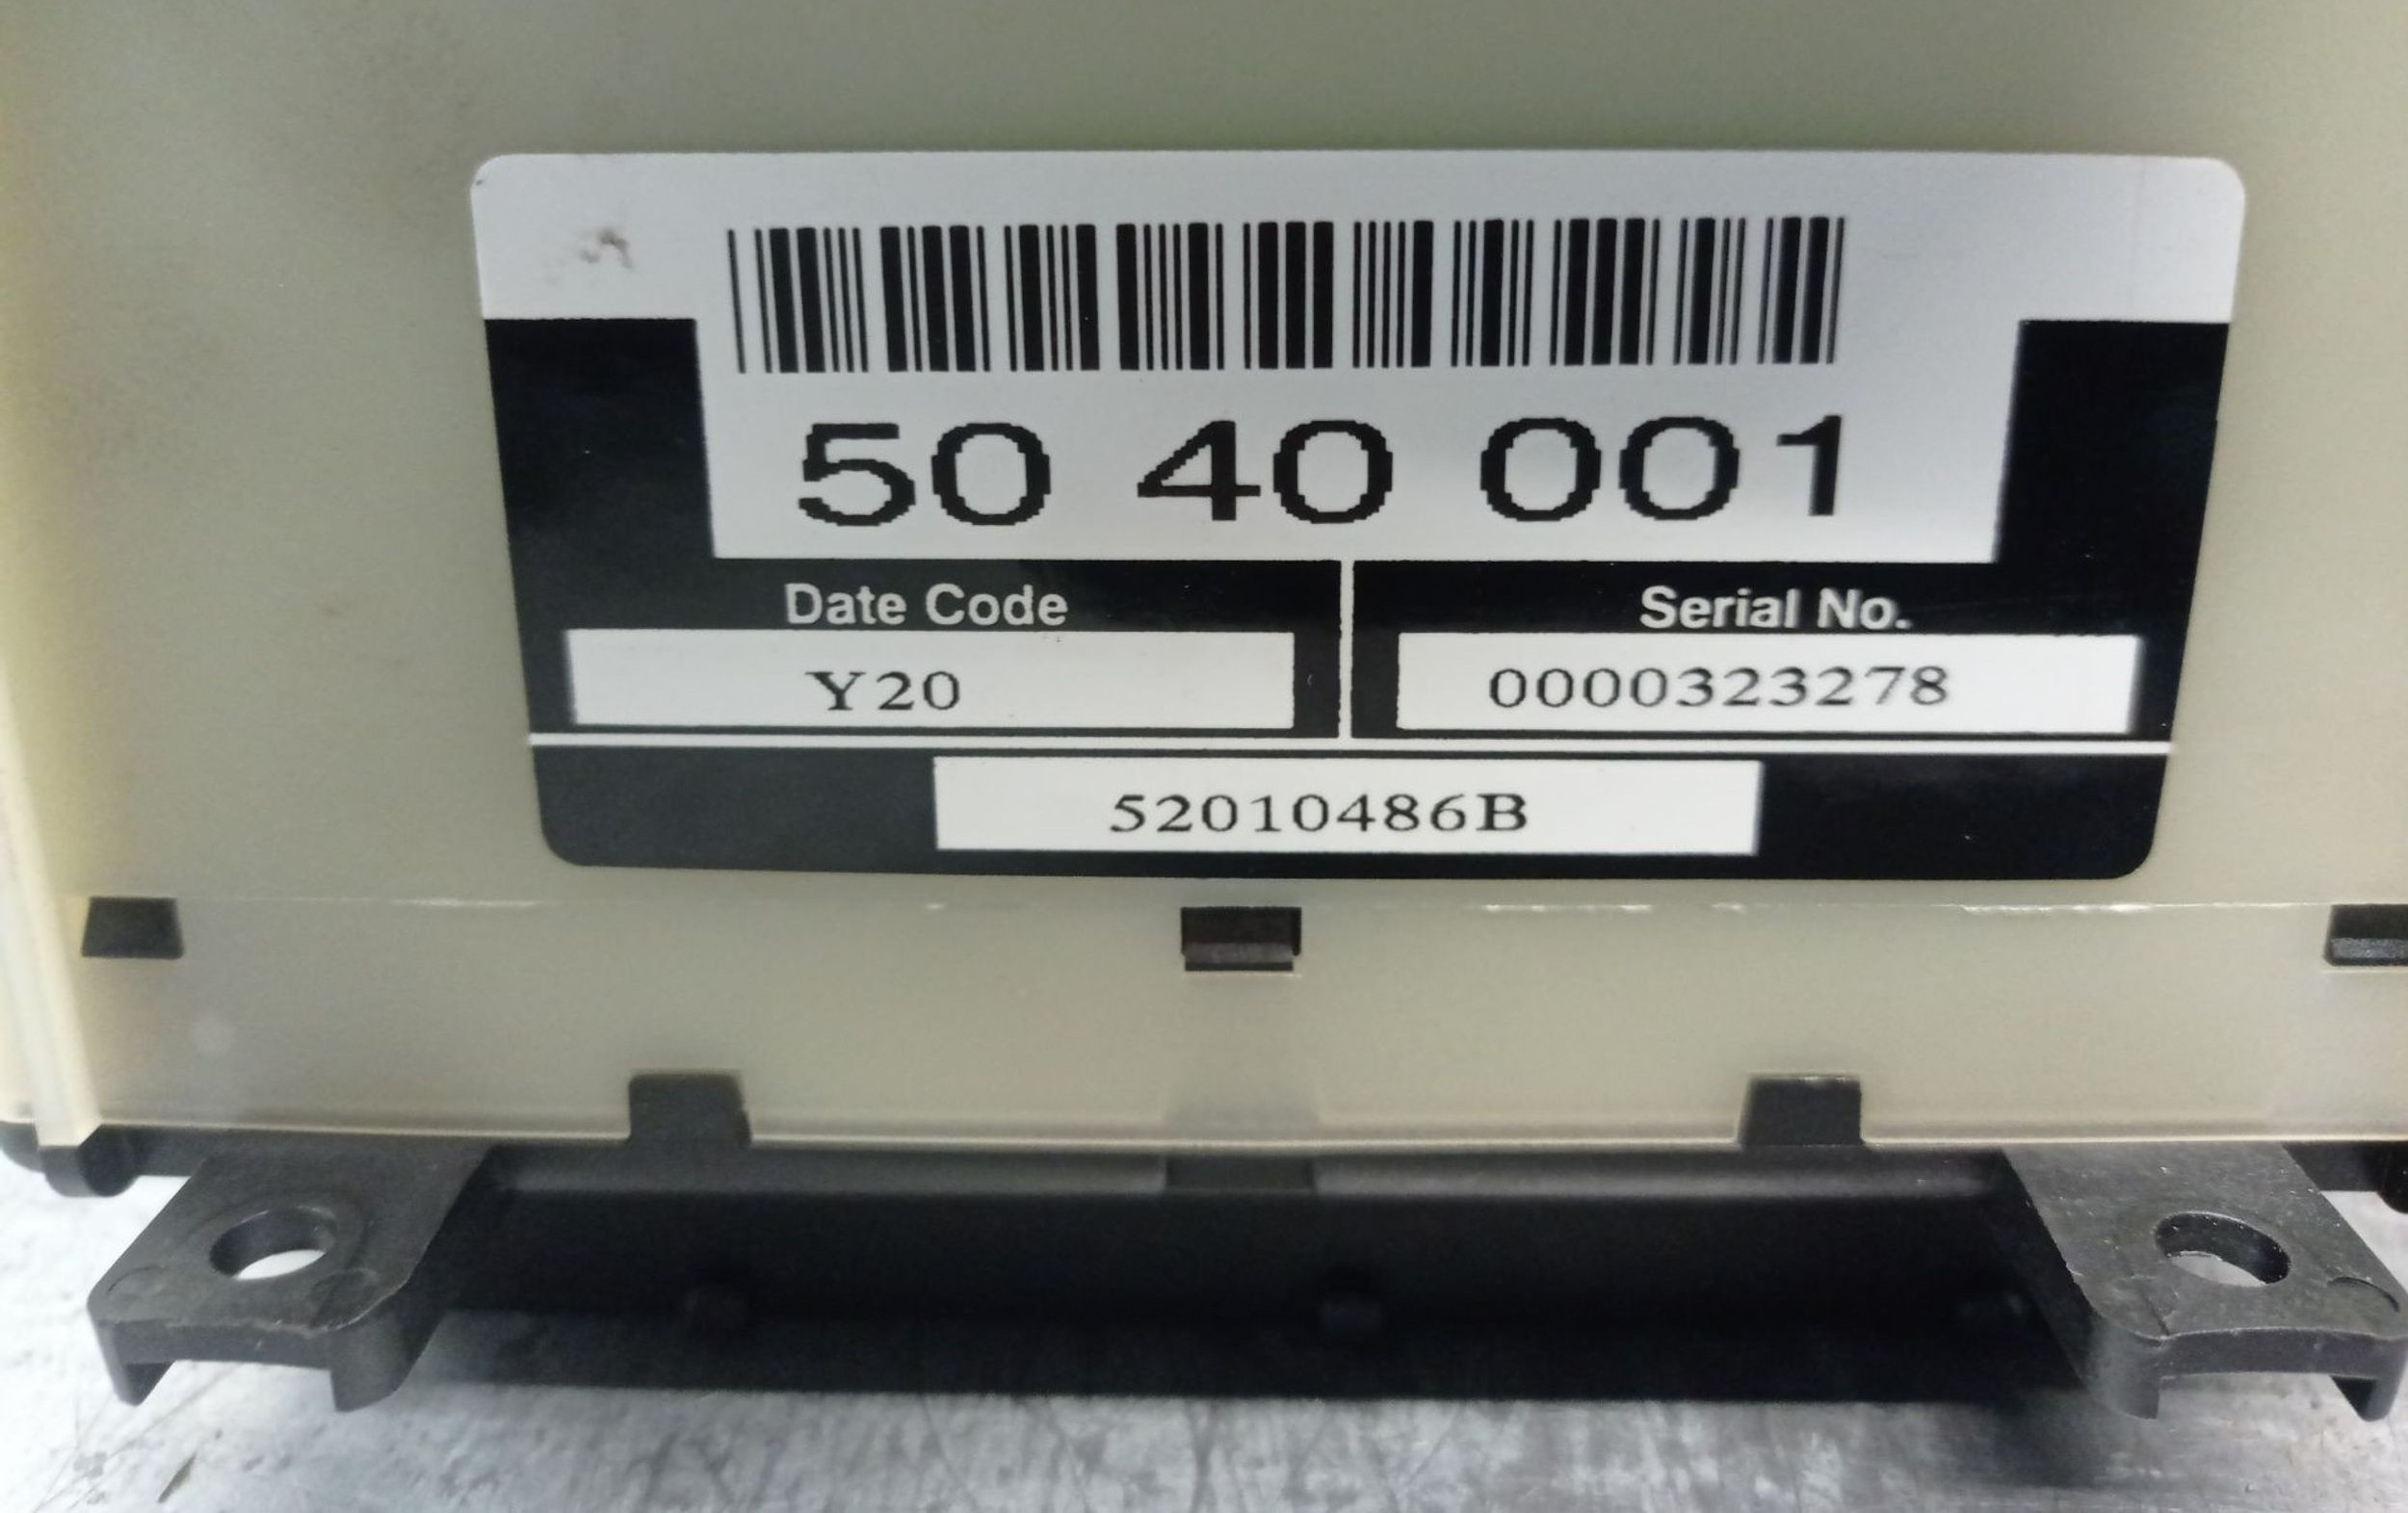 50 40 001
Date Code
Serial No.
Y20
0000323278
52010486B